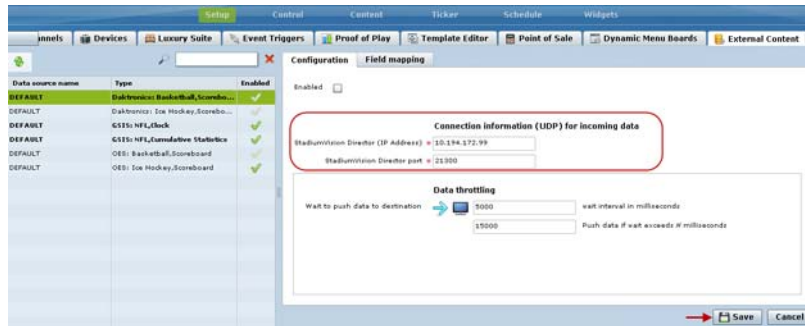 Setup Control Content Ticker Schedule Widgets
nnels Devices Luxury Suite Event Triggers Proof of Play Template Editor Point of Sale Dynamic Menu Boards External Content
Configuration Field mapping
Data source name Type Enabled
DEFAULT Daktronics: Basketball,Scorebo...
DEFAULT Daktronics: Ice Hockey,Scorebo...
DEFAULT GSIS: NFL,Clock
DEFAULT GSIS: NFL,Cumulative Statistics
DEFAULT OES: Basketball,Scoreboard
DEFAULT OES: Ice Hockey,Scoreboard
Enabled
Connection information (UDP) for incoming data
StadiumVision Director (IP Address) * 10.194.172.99
StadiumVision Director port * 21300
Data throttling
Wait to push data to destination 5000 wait interval in milliseconds
15000 Push data if wait exceeds N milliseconds
Save Cancel